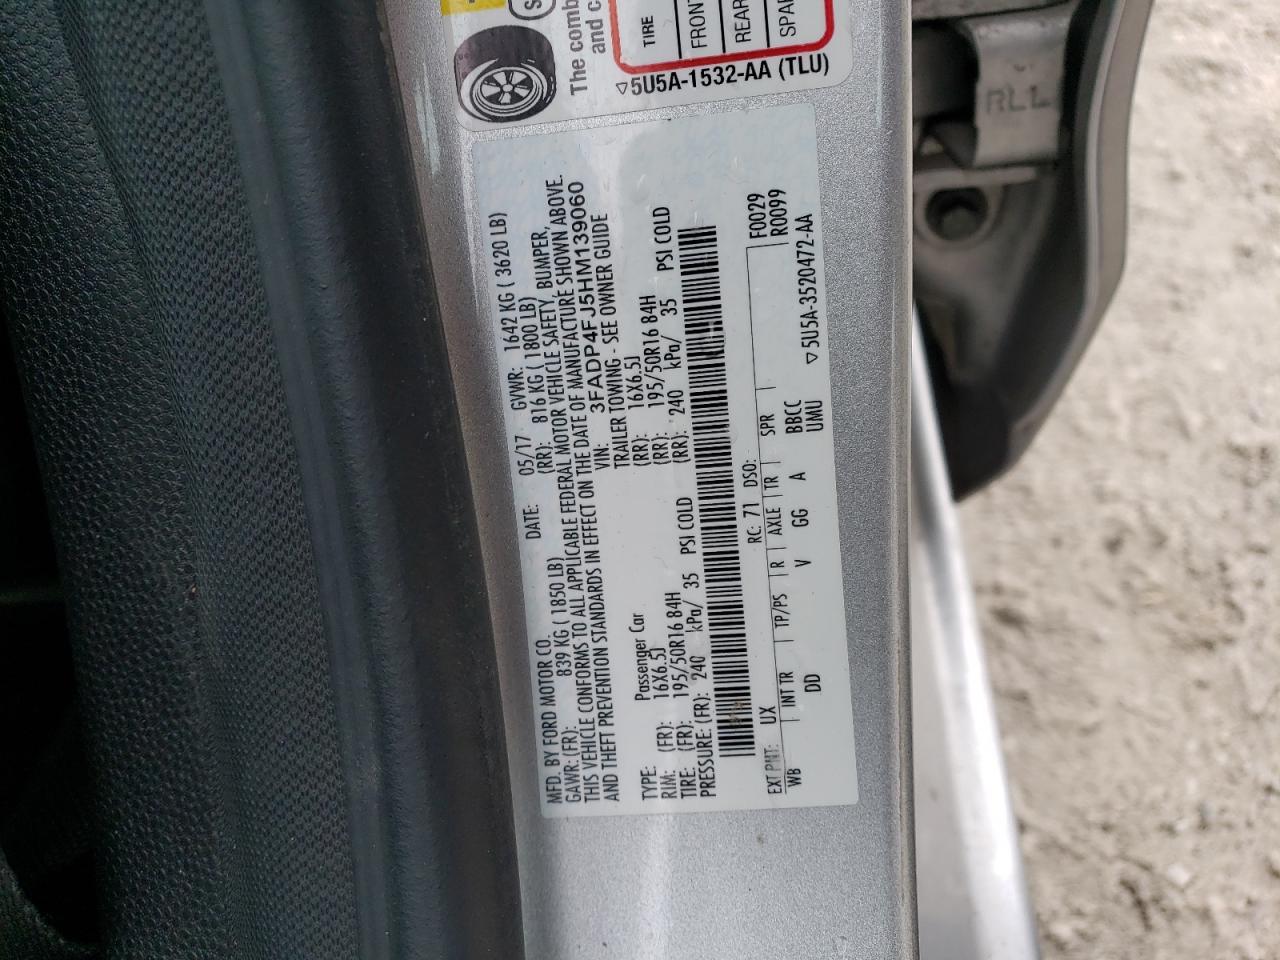 The comb
and c
TIRE
FRONT
REAR
SPAR
▽5U5A-1532-AA (TLU)
MFD. BY FORD MOTOR CO. DATE: 05/17 GVWR: 1642 KG ( 3620 LB)
GAWR: (FR): 839 KG ( 1850 LB) (RR): 816 KG ( 1800 LB)
THIS VEHICLE CONFORMS TO ALL APPLICABLE FEDERAL MOTOR VEHICLE SAFETY, BUMPER,
AND THEFT PREVENTION STANDARDS IN EFFECT ON THE DATE OF MANUFACTURE SHOWN ABOVE.
VIN: 3FADP4FJ5HM139060
TYPE: Passenger Car TRAILER TOWING - SEE OWNER GUIDE
RIM: (FR): 16X6.5J (RR): 16X6.5J
TIRE: (FR): 195/50R16 84H (RR): 195/50R16 84H
PRESSURE: (FR): 240 kPa/ 35 PSI COLD (RR): 240 kPa/ 35 PSI COLD
RC: 71 DSO: F0029
EXT PNT: UX R0099
WB INT TR TP/PS R AXLE TR SPR
DD V GG A BBCC
UMU
▽5U5A-3520472-AA
RLL